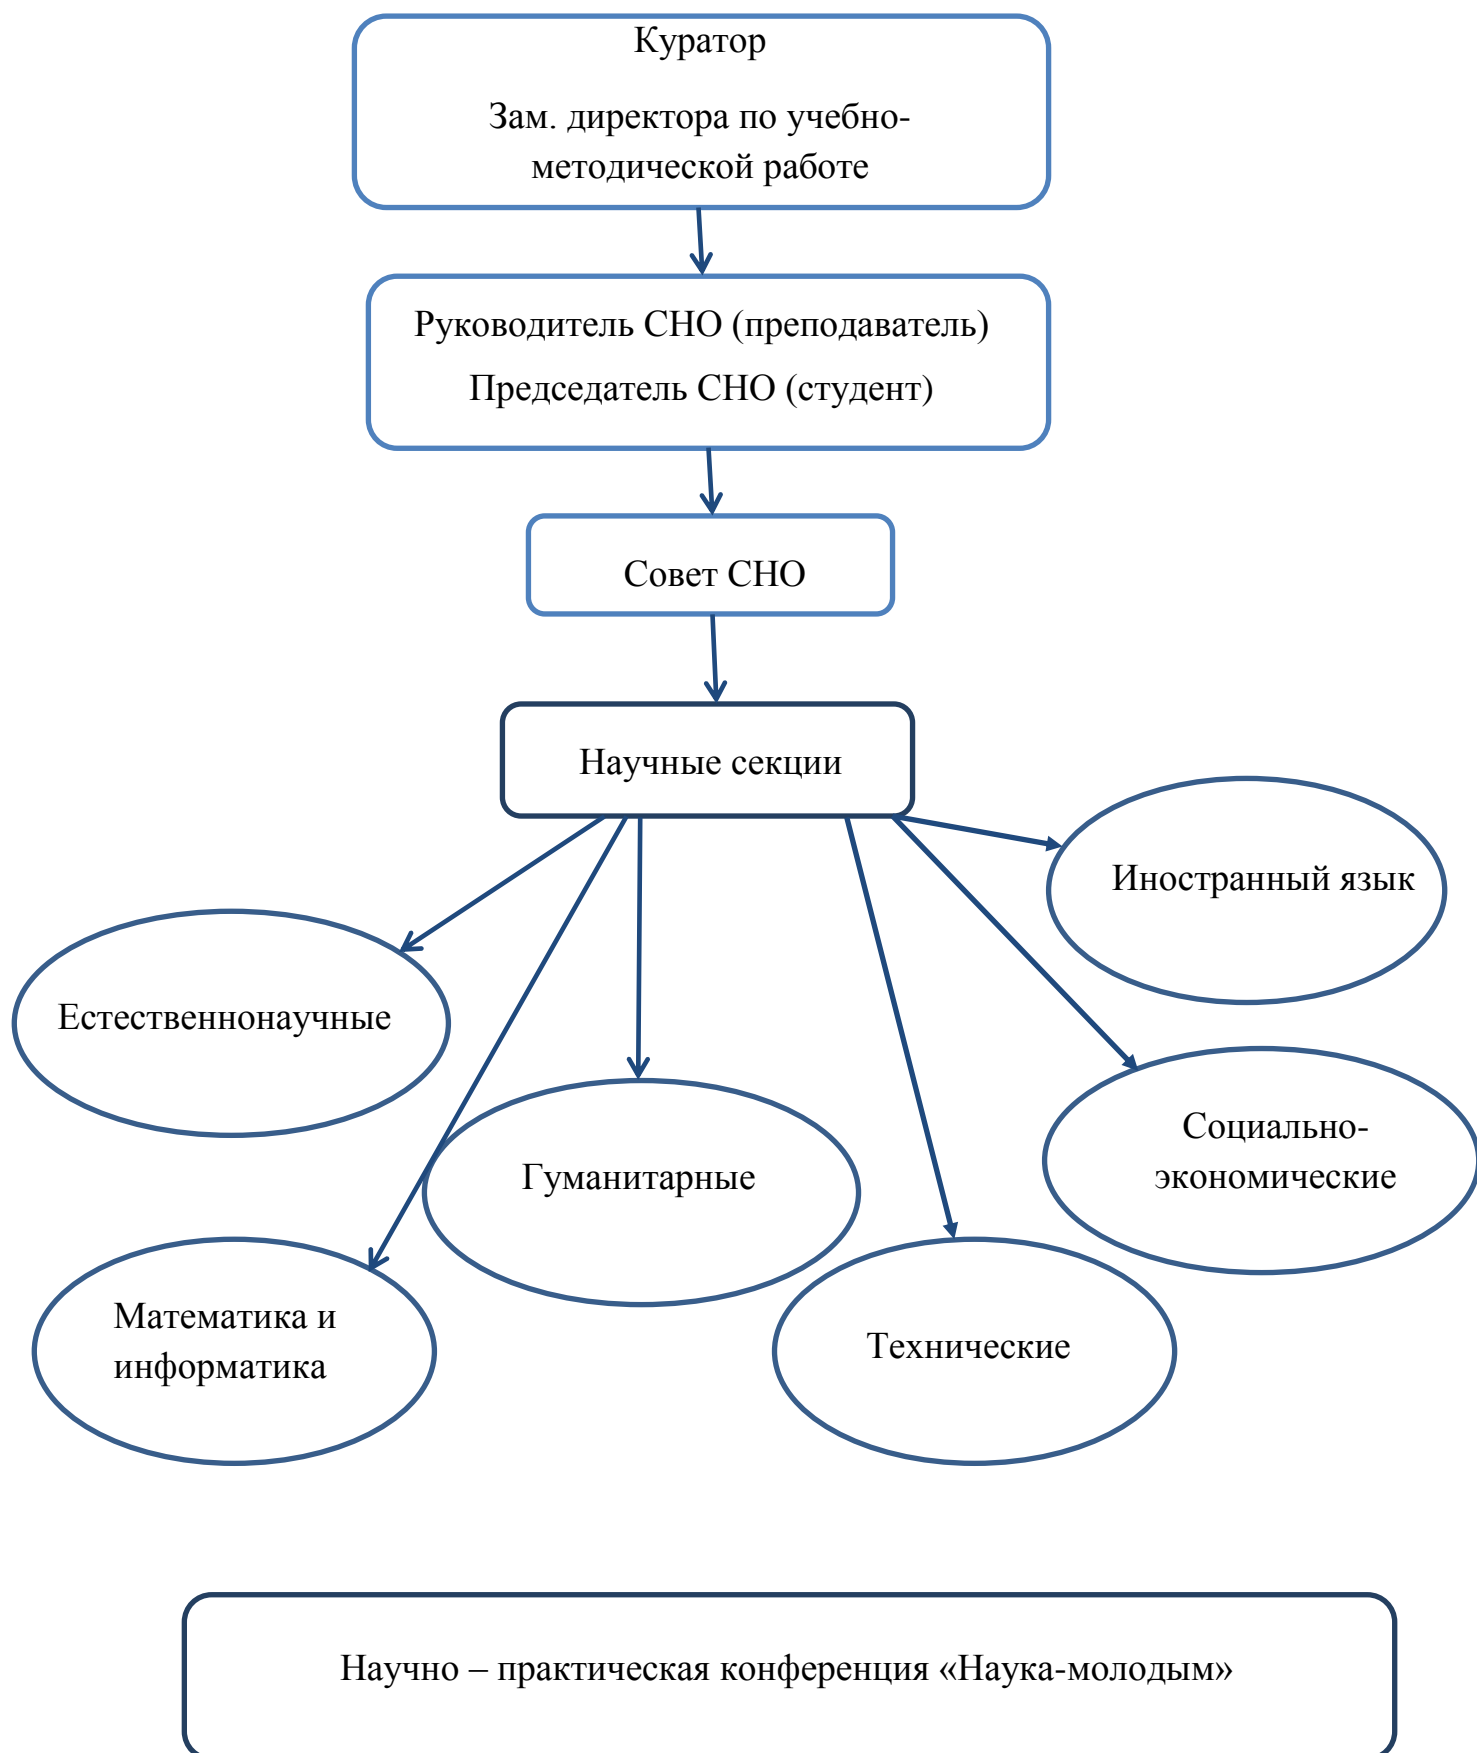 Куратор
Зам. директора по учебно-
методической работе
Руководитель СНО (преподаватель)
Председатель СНО (студент)
Совет СНО
Научные секции
Иностранный язык
Естественнонаучные
Социально-
экономические
Гуманитарные
Математика и
информатика
Технические
Научно – практическая конференция «Наука-молодым»